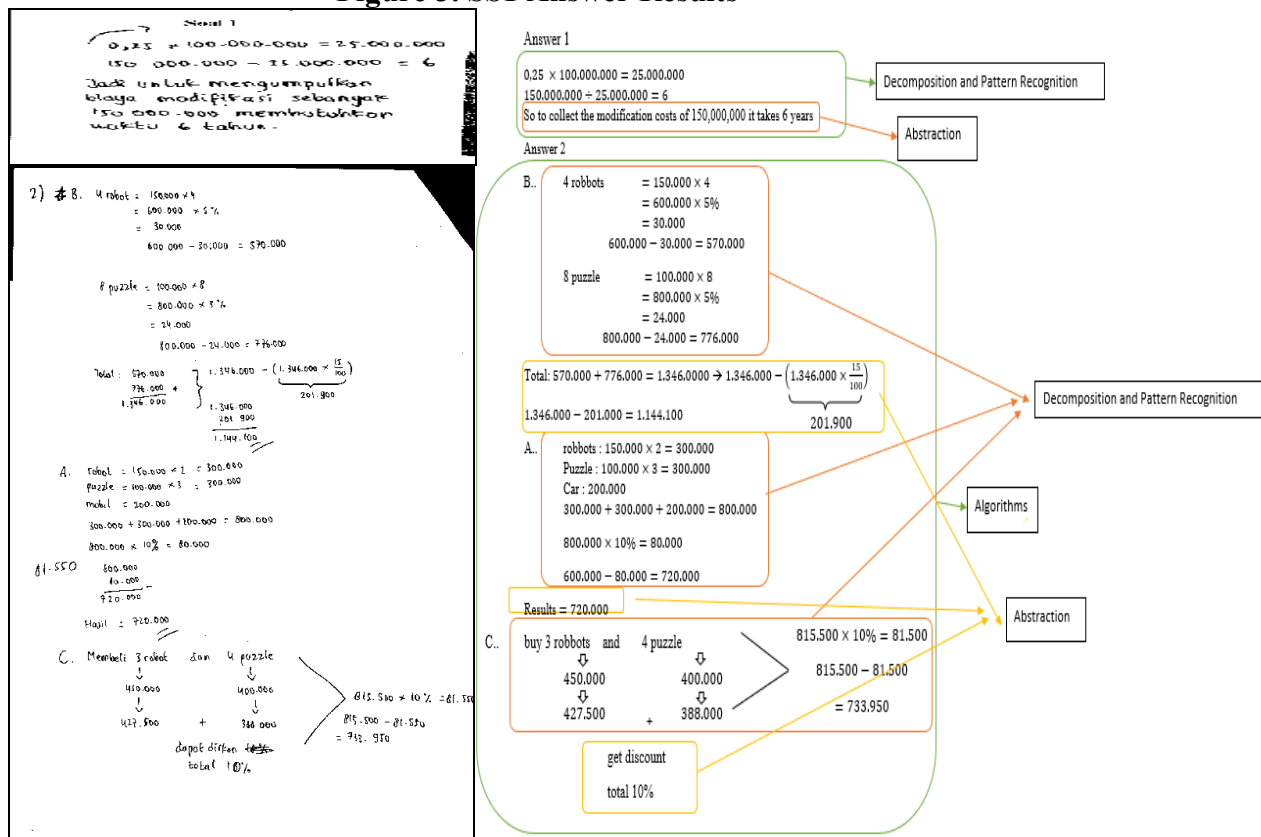 Figure 3. SSI Answer Results
0,25 × 100.000.000 = 25.000.000
150 000.000 – 25.000.000 = 6
Jadi untuk mengumpulkan
biaya modifikasi sebanyak
150 000.000 membutuhkan
waktu 6 tahun.
2) # B. 4 robot = 150.000 × 4
= 600.000 × 5%
= 30.000
600 000 – 30.000 = 570.000
8 puzzle = 100.000 × 8
= 800.000 × 3%
= 24.000
800.000 – 24.000 = 776.000
Total : 570.000
776.000 +
1.346.000
1.346.000 – (1.346.000 × 15/100)
201.900
1.346.000
201 900
1.144.100
A. robot = 150.000 × 2 = 300.000
puzzle = 100.000 × 3 = 300.000
mobil = 200.000
300.000 + 300.000 + 200.000 = 800.000
800.000 × 10% = 80.000
81.550
800.000
80.000 –
720.000
Hasil = 720.000
C. Membeli 3 robot dan 4 puzzle
450.000 400.000
427.500 + 388 000
dapat diskon
total 10%
815.500 × 10% = 81.550
815.500 – 81.550
= 733.950
Answer 1
0,25 × 100.000.000 = 25.000.000
150.000.000 ÷ 25.000.000 = 6
So to collect the modification costs of 150,000,000 it takes 6 years
Decomposition and Pattern Recognition
Abstraction
Answer 2
B.. 4 robbots = 150.000 × 4
= 600.000 × 5%
= 30.000
600.000 − 30.000 = 570.000
8 puzzle = 100.000 × 8
= 800.000 × 5%
= 24.000
800.000 − 24.000 = 776.000
Total: 570.000 + 776.000 = 1.346.0000 → 1.346.000 − (1.346.000 × 15/100)
201.900
1.346.000 − 201.000 = 1.144.100
A.. robbots : 150.000 × 2 = 300.000
Puzzle : 100.000 × 3 = 300.000
Car : 200.000
300.000 + 300.000 + 200.000 = 800.000
800.000 × 10% = 80.000
600.000 − 80.000 = 720.000
Results = 720.000
C.. buy 3 robbots and 4 puzzle
450.000 400.000
427.500 + 388.000
815.500 × 10% = 81.500
815.500 − 81.500
= 733.950
get discount
total 10%
Decomposition and Pattern Recognition
Algorithms
Abstraction